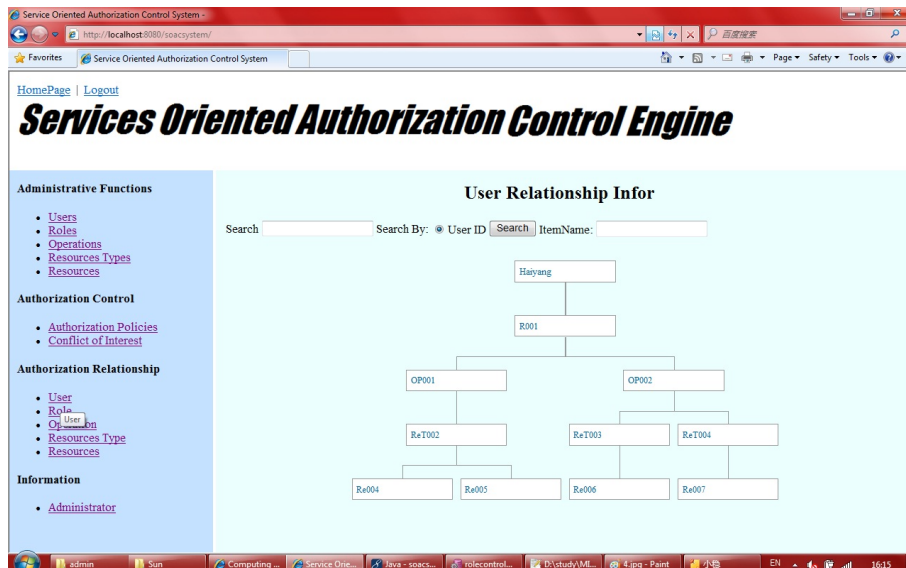 Service Oriented Authorization Control System -
http://localhost:8080/soacsystem/
百度搜索
Favorites
Service Oriented Authorization Control System
Page Safety Tools
HomePage | Logout
Services Oriented Authorization Control Engine
Administrative Functions
Users
Roles
Operations
Resources Types
Resources
Authorization Control
Authorization Policies
Conflict of Interest
Authorization Relationship
User
Role
User
Resources Type
Resources
Information
Administrator
User Relationship Infor
Search Search By: User ID Search ItemName:
Haiyang
R001
OP001 OP002
ReT002 ReT003 ReT004
Re004 Re005 Re006 Re007
admin Sun Computing ... Service Orie... Java - soacs... rolecontrol... D:\study\MI... 4.jpg - Paint EN 16:15